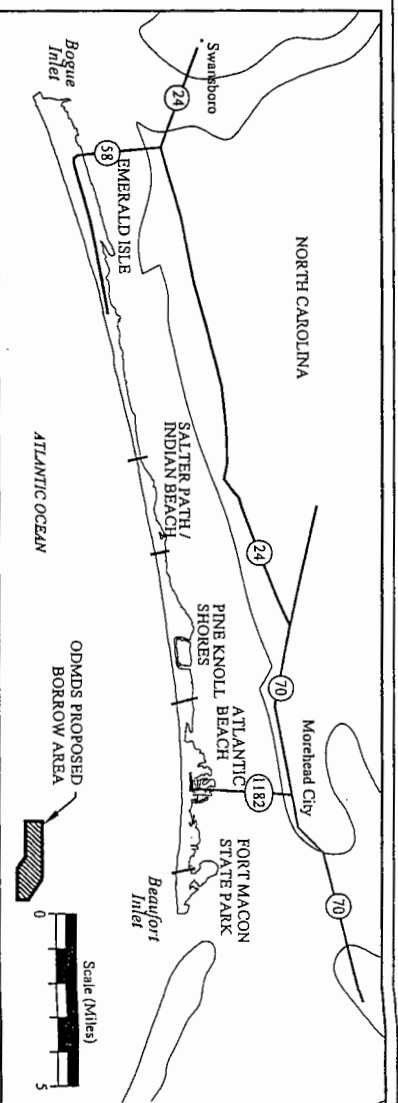 Swansboro
24
NORTH CAROLINA
Bogue
Inlet
58
EMERALD ISLE
24
70
Morehead City
70
1182
SALTER PATH/
INDIAN BEACH
PINE KNOLL
SHORES
ATLANTIC
BEACH
FORT MACON
STATE PARK
Beaufort
Inlet
ATLANTIC OCEAN
ODMDS PROPOSED
BORROW AREA
0
5
Scale (Miles)